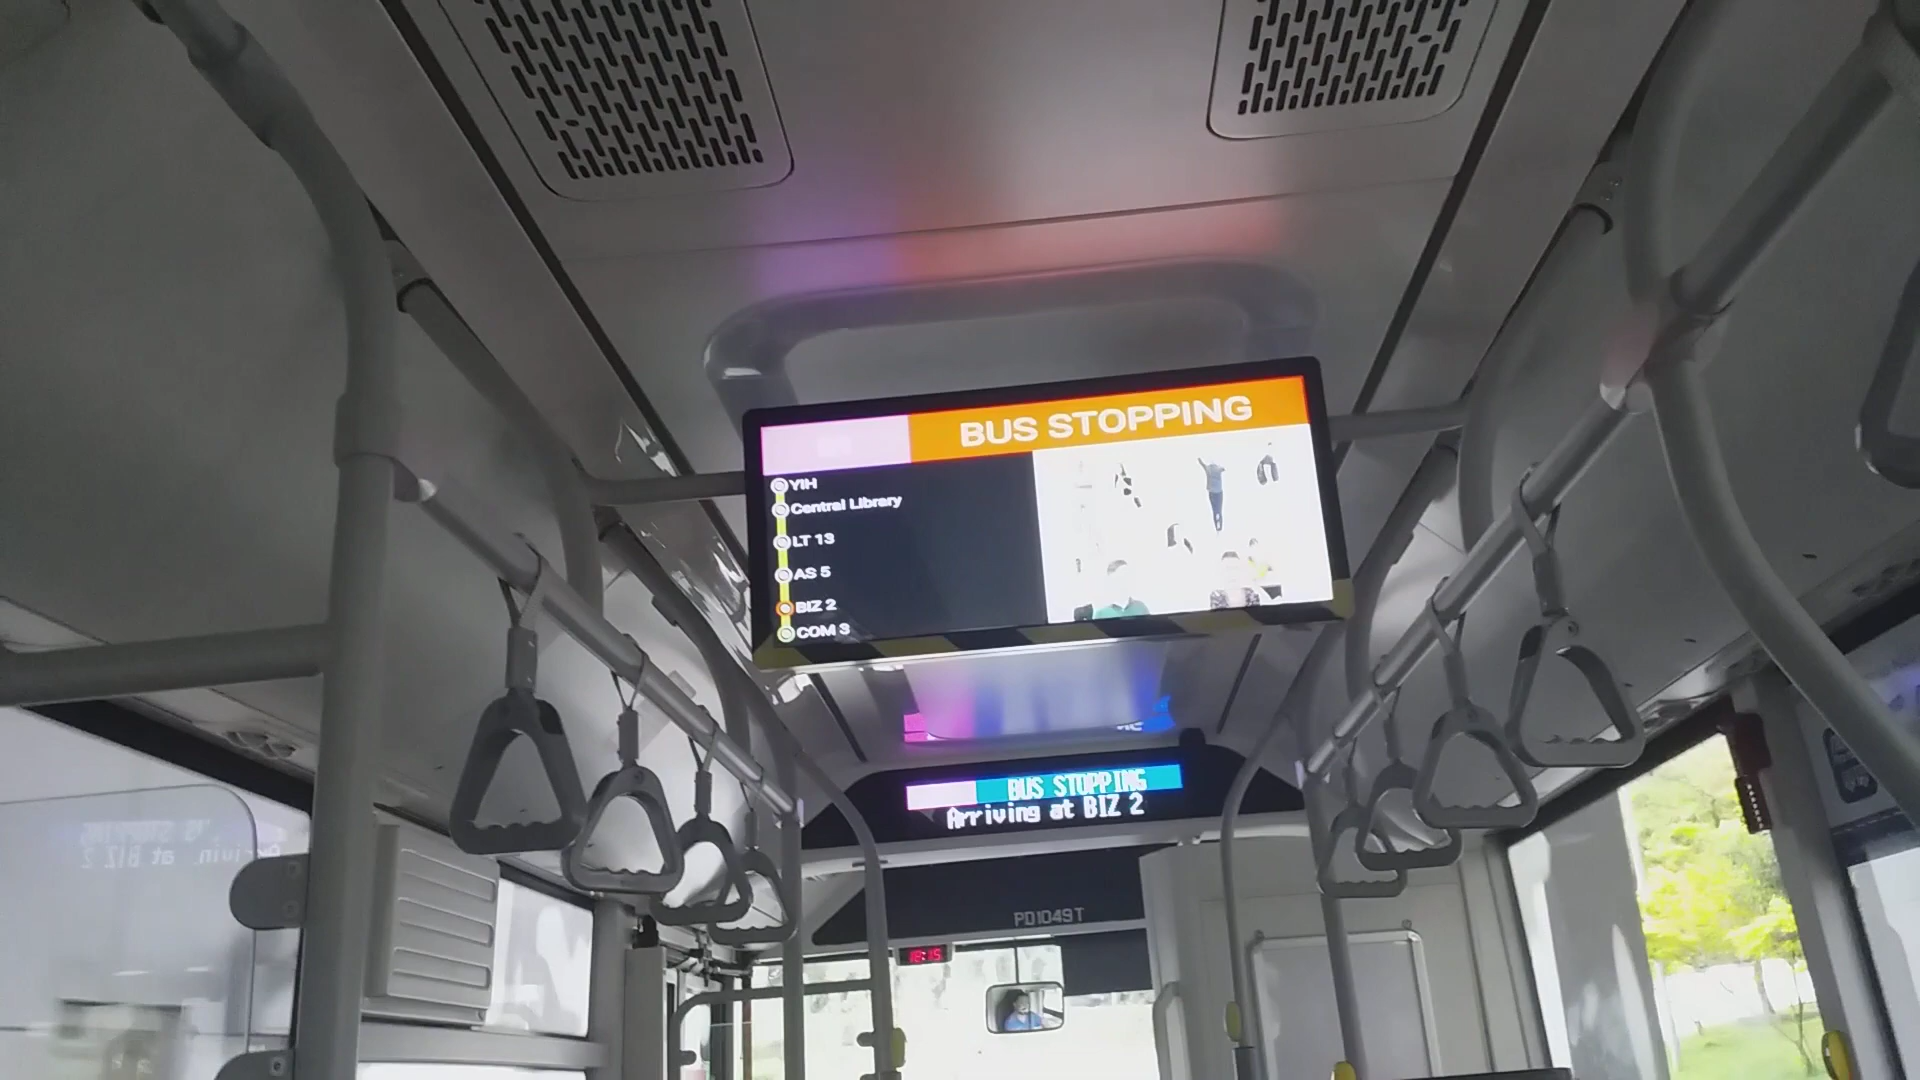 BUS STOPPING
YIH
Central Library
LT 13
AS 5
BIZ 2
COM 3
BUS STOPPING
Arriving at BIZ 2
PD1049T